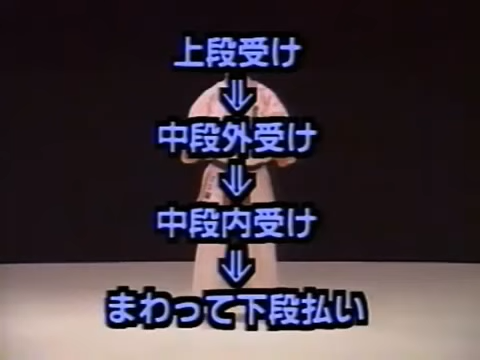 上段受け
⇓
中段外受け
⇓
中段内受け
⇓
まわって下段払い